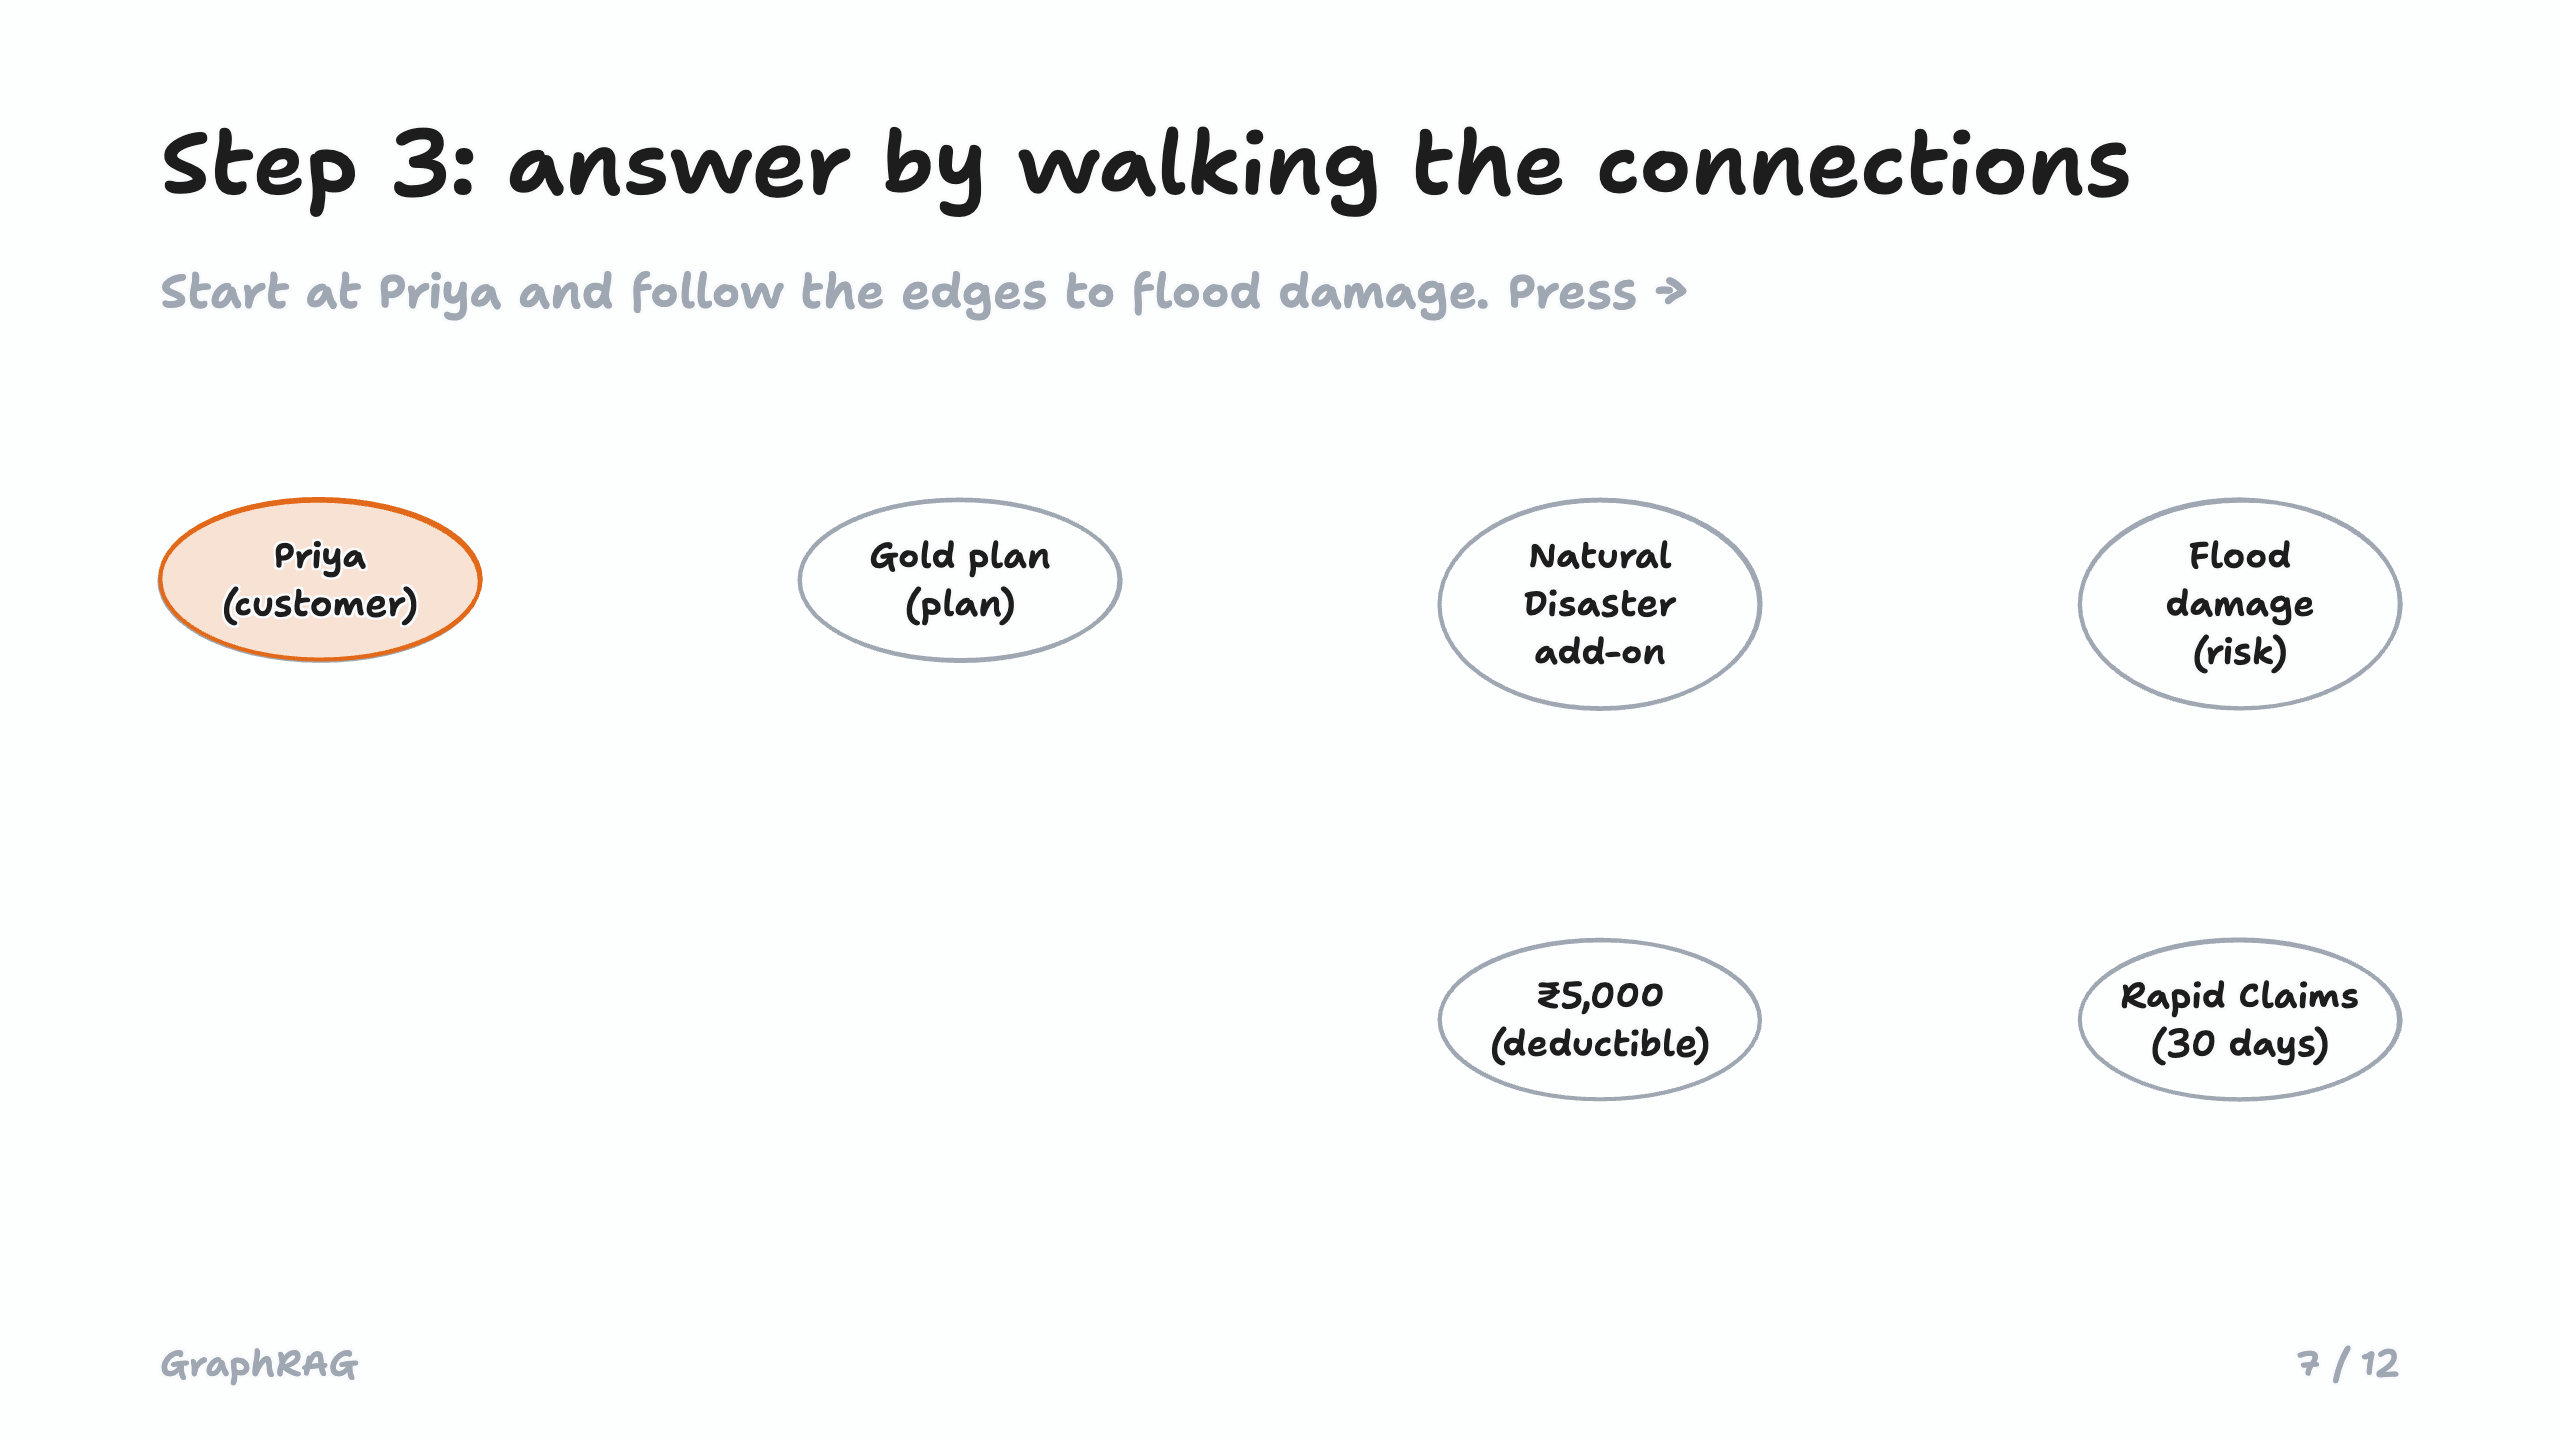 Step 3: answer by walking the connections
Start at Priya and follow the edges to flood damage. Press →
Priya
(customer)
Gold plan
(plan)
Natural
Disaster
add-on
Flood
damage
(risk)
₹5,000
(deductible)
Rapid Claims
(30 days)
GraphRAG
7 / 12